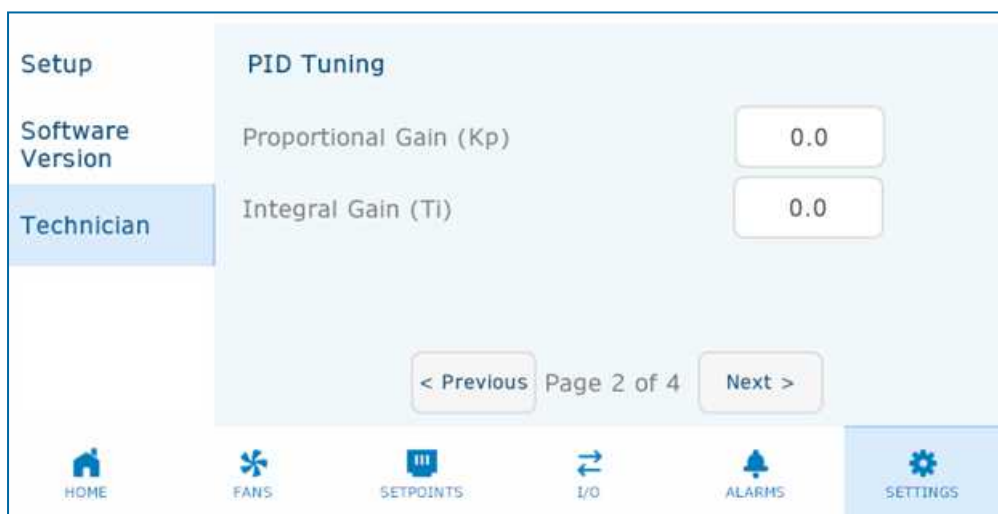 Setup
Software
Version
Technician
PID Tuning
Proportional Gain (Kp)
0.0
Integral Gain (Ti)
0.0
< Previous
Page 2 of 4
Next >
HOME
FANS
SETPOINTS
I/O
ALARMS
SETTINGS